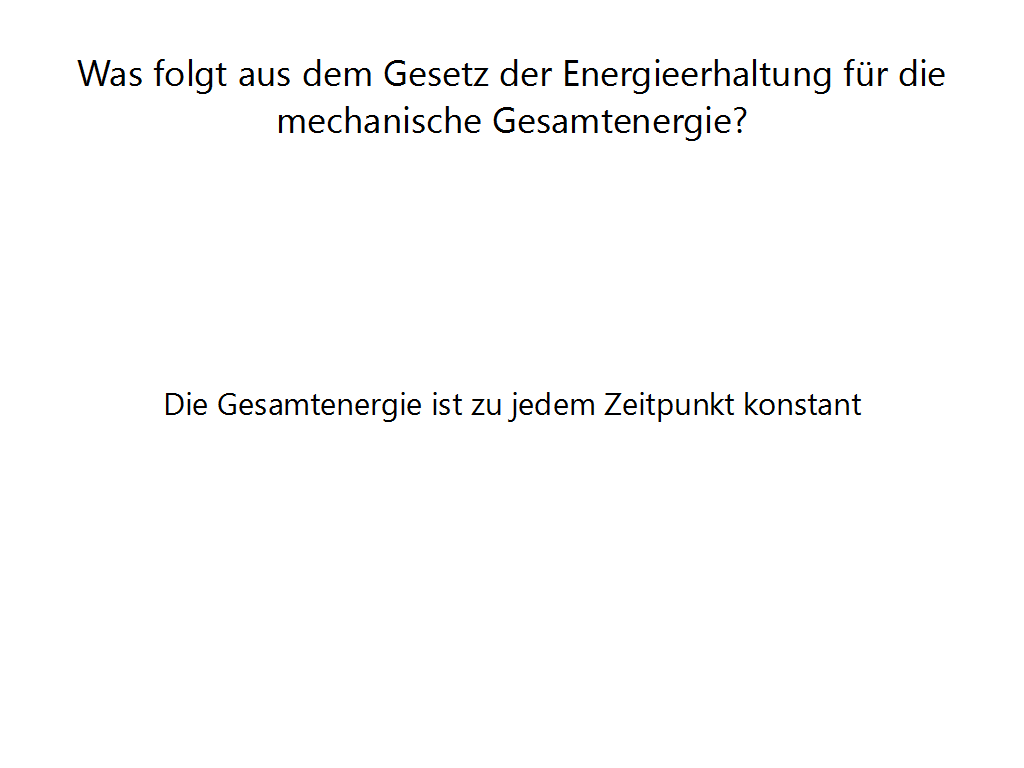 Was folgt aus dem Gesetz der Energieerhaltung für die
mechanische Gesamtenergie?
Die Gesamtenergie ist zu jedem Zeitpunkt konstant